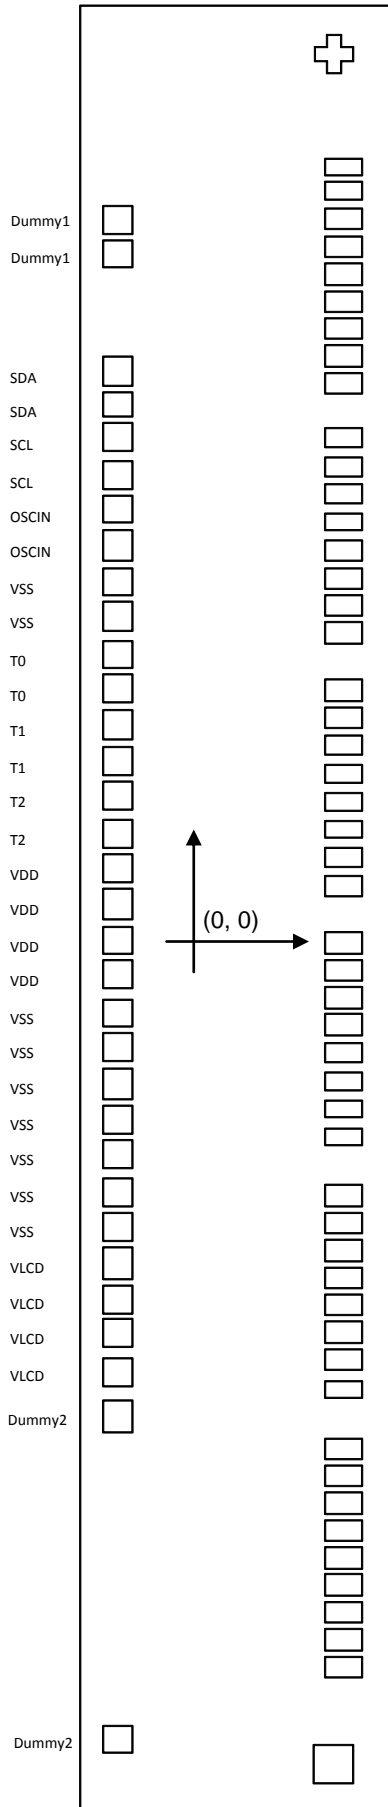 Dummy1
Dummy1
SDA
SDA
SCL
SCL
OSCIN
OSCIN
VSS
VSS
T0
T0
T1
T1
T2
T2
VDD
VDD
(0, 0)
VDD
VDD
VSS
VSS
VSS
VSS
VSS
VSS
VSS
VLCD
VLCD
VLCD
VLCD
Dummy2
Dummy2